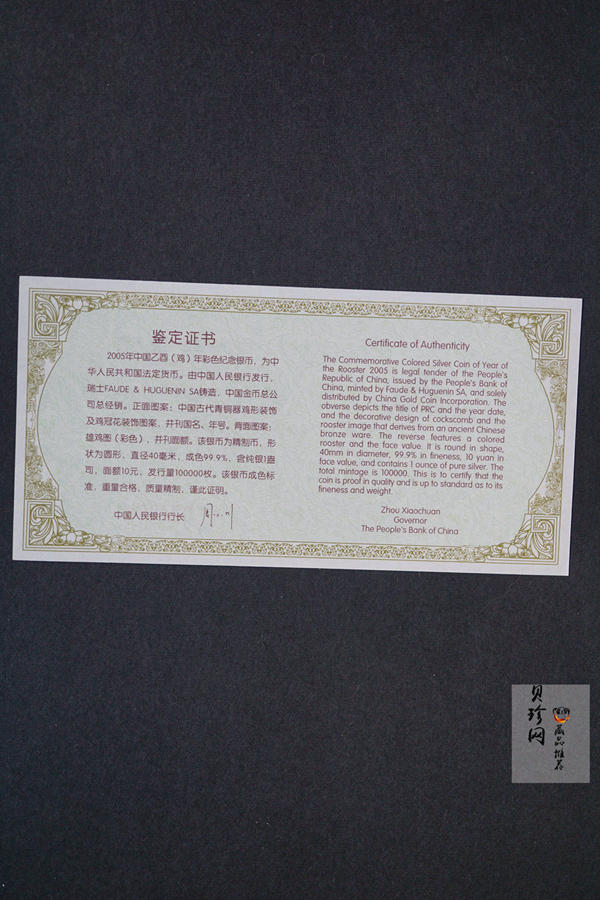 鉴定证书
2005年中国乙酉（鸡）年彩色纪念银币，为中
华人民共和国法定货币。由中国人民银行发行，
瑞士FAUDE & HUGUENIN SA铸造，中国金币总公
司总经销。正面图案：中国古代青铜器鸡形装饰
及鸡冠花装饰图案，并刊国名、年号。背面图案：
雄鸡图（彩色），并刊面额。该银币为精制币，形
状为圆形，直径40毫米，成色99.9%，含纯银1盎
司，面额10元，发行量100000枚。该银币成色标
准，重量合格，质量精制，谨此证明。
中国人民银行行长
Certificate of Authenticity
The Commemorative Colored Silver Coin of Year of
the Rooster 2005 is legal tender of the People's
Republic of China, issued by the People's Bank of
China, minted by Faude & Huguenin SA, and solely
distributed by China Gold Coin Incorporation. The
obverse depicts the title of PRC and the year date,
and the decorative design of cockscomb and the
rooster image that derives from an ancient Chinese
bronze ware. The reverse features a colored
rooster and the face value. It is round in shape,
40mm in diameter, 99.9% in fineness, 10 yuan in
face value, and contains 1 ounce of pure silver. The
total mintage is 100000. This is to certify that the
coin is proof in quality and is up to standard as to its
fineness and weight.
Zhou Xiaochuan
Governor
The People's Bank of China
贝珍网
藏品推荐